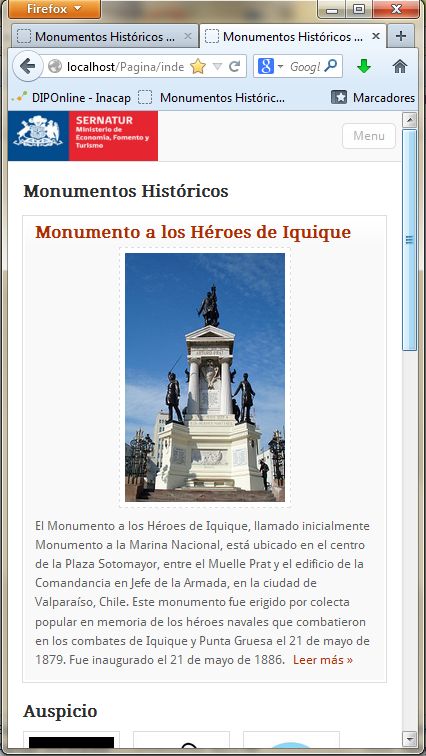 Firefox
Monumentos Históricos ...
Monumentos Históricos ...
localhost/Pagina/inde
Googl
DIPOnline - Inacap
Monumentos Históric...
Marcadores
SERNATUR
Ministerio de
Economía, Fomento y
Turismo
Menu
Monumentos Históricos
Monumento a los Héroes de Iquique
ARTURO PRAT
El Monumento a los Héroes de Iquique, llamado inicialmente
Monumento a la Marina Nacional, está ubicado en el centro
de la Plaza Sotomayor, entre el Muelle Prat y el edificio de la
Comandancia en Jefe de la Armada, en la ciudad de
Valparaíso, Chile. Este monumento fue erigido por colecta
popular en memoria de los héroes navales que combatieron
en los combates de Iquique y Punta Gruesa el 21 de mayo de
1879. Fue inaugurado el 21 de mayo de 1886. Leer más »
Auspicio